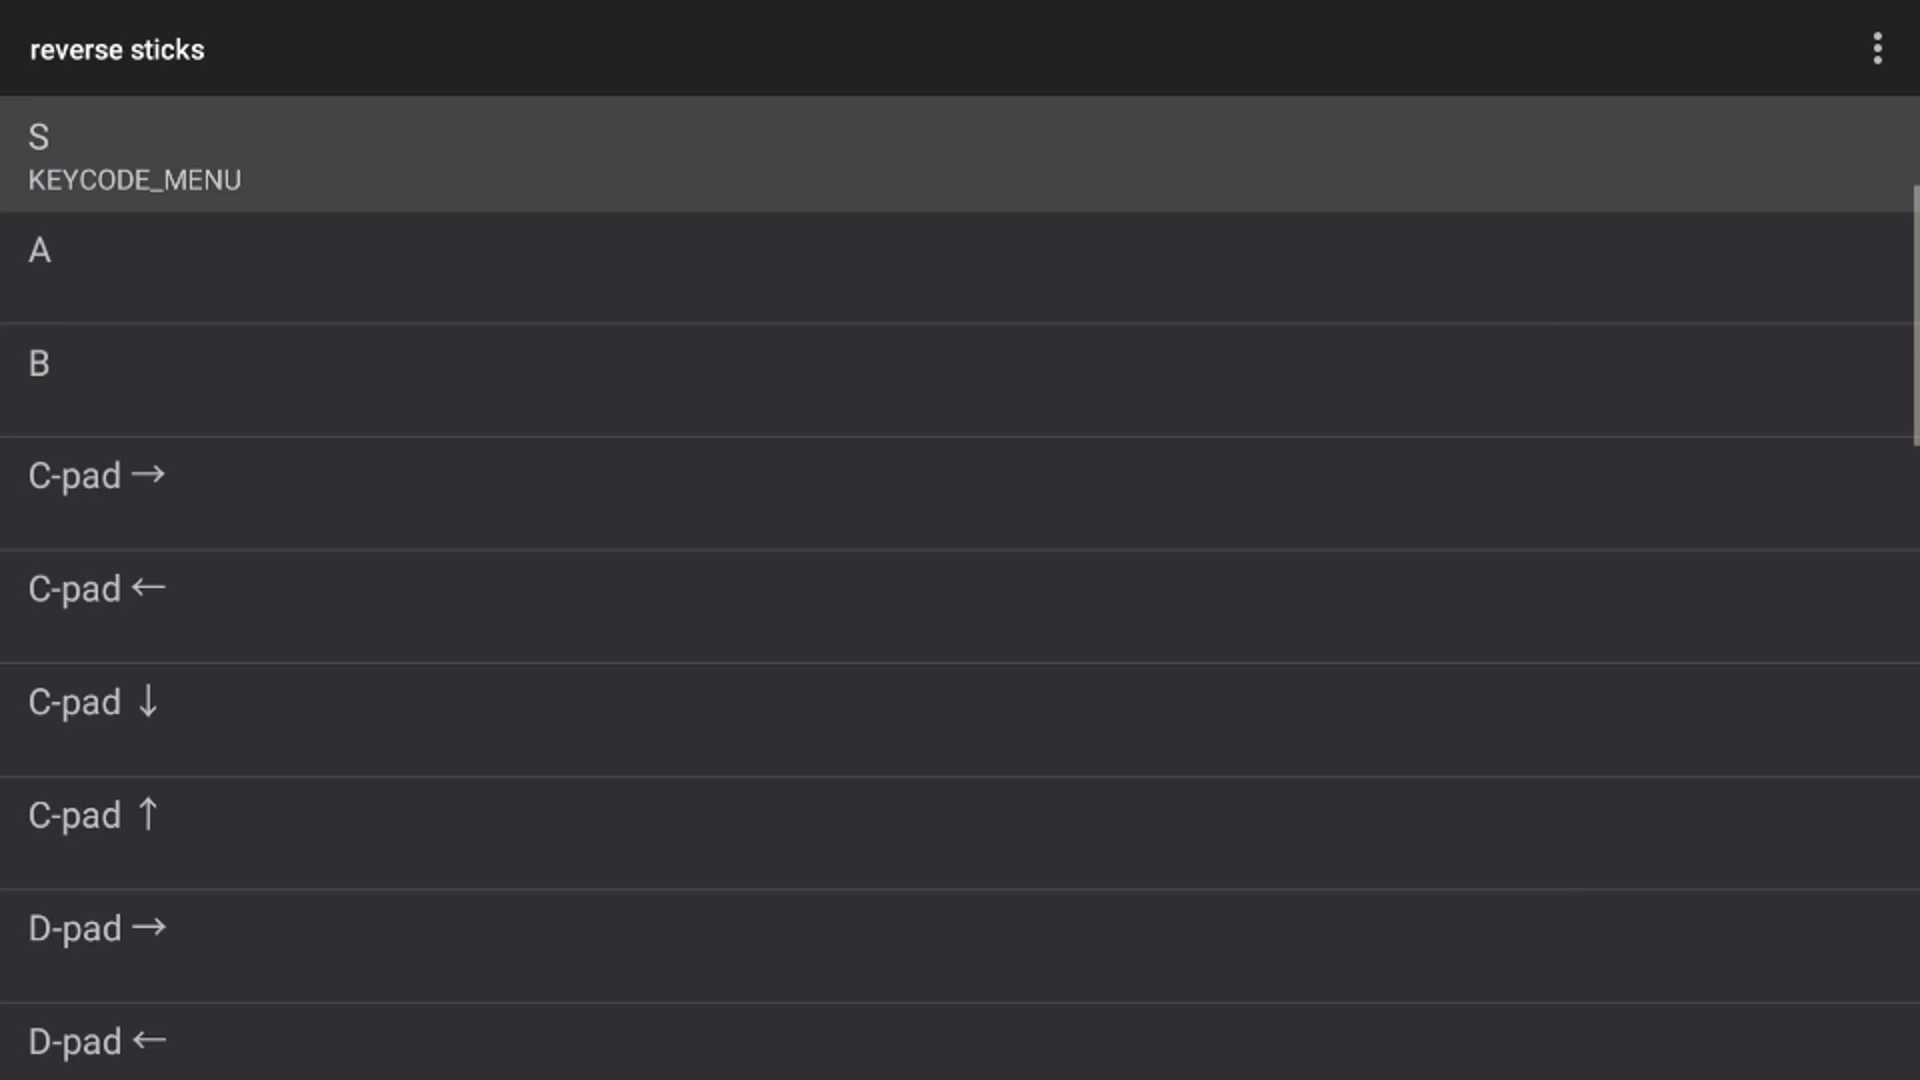 reverse sticks
S
KEYCODE_MENU
A
B
C-pad →
C-pad ←
C-pad ↓
C-pad ↑
D-pad →
D-pad ←